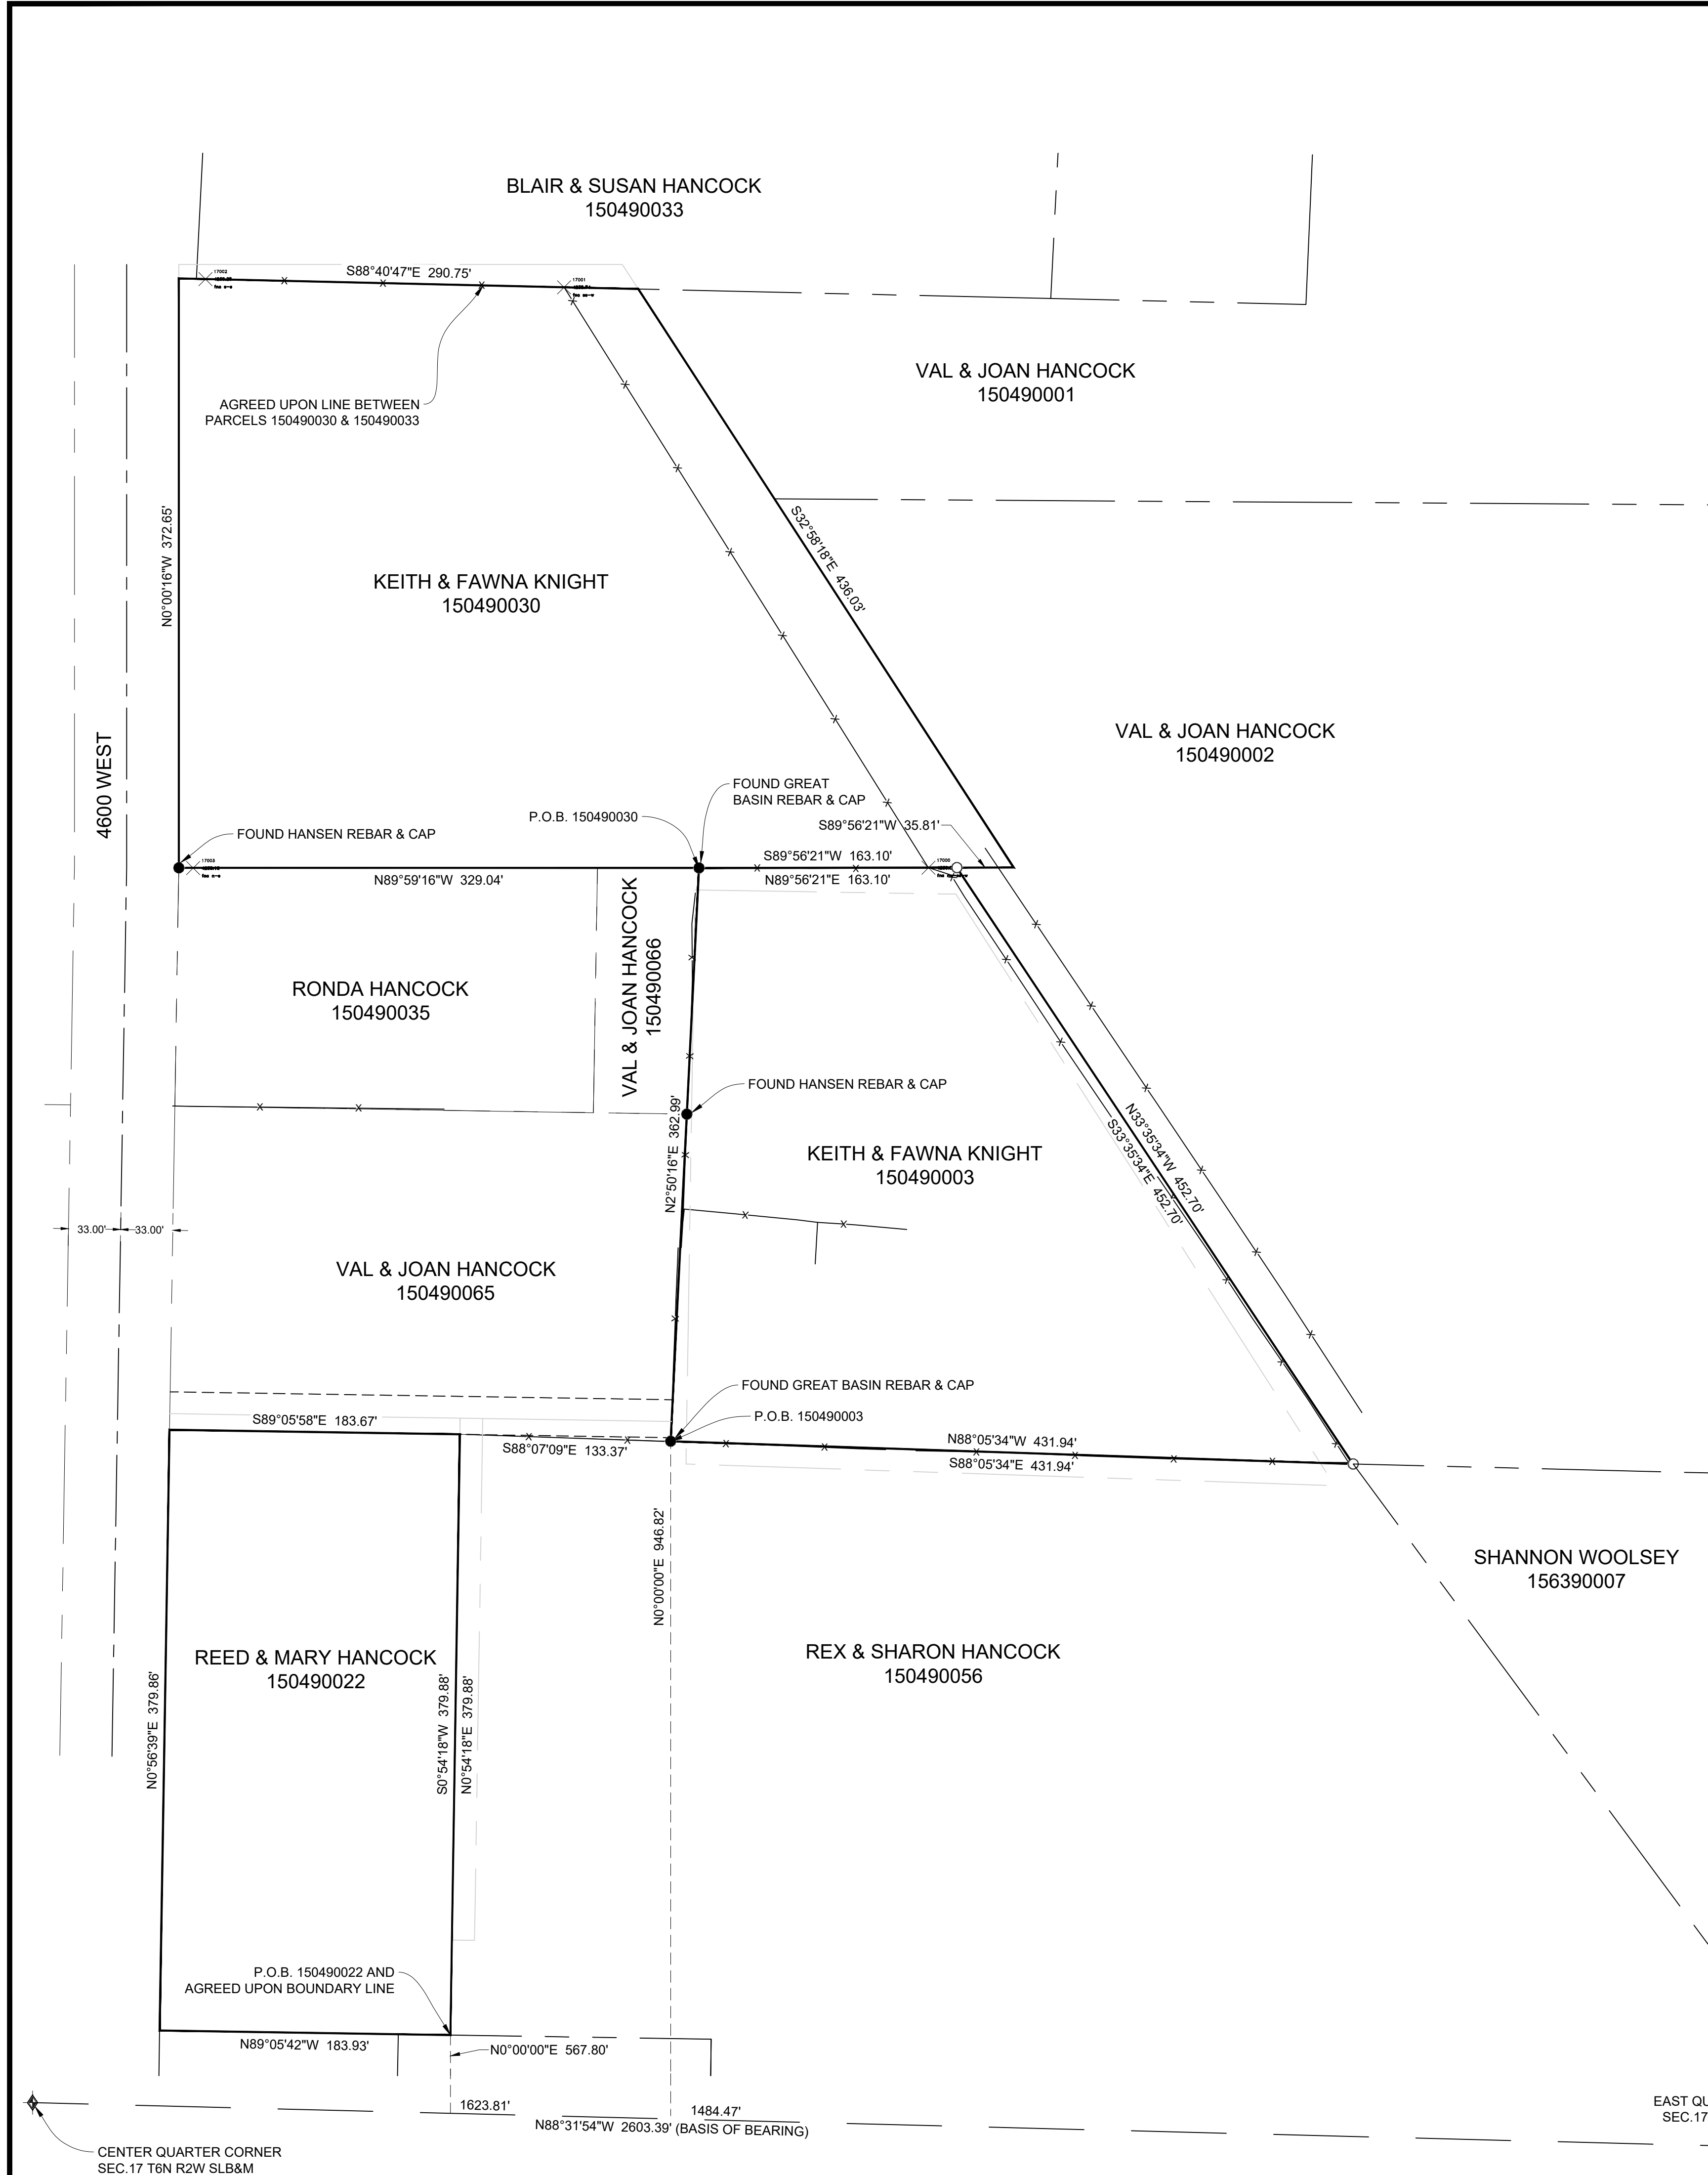 BLAIR & SUSAN HANCOCK
150490033
17002
S88°40'47"E 290.75'
17001
VAL & JOAN HANCOCK
150490001
AGREED UPON LINE BETWEEN
PARCELS 150490030 & 150490033
N0°00'16"W 372.65'
S32°58'18"E 436.03'
KEITH & FAWNA KNIGHT
150490030
VAL & JOAN HANCOCK
150490002
4600 WEST
FOUND GREAT
BASIN REBAR & CAP
P.O.B. 150490030
FOUND HANSEN REBAR & CAP
S89°56'21"W 35.81'
S89°56'21"W 163.10'
17000
17003
N89°59'16"W 329.04'
N89°56'21"E 163.10'
VAL & JOAN HANCOCK
150490066
RONDA HANCOCK
150490035
FOUND HANSEN REBAR & CAP
N2°50'16"E 362.99'
KEITH & FAWNA KNIGHT
150490003
N33°35'34"W 452.70'
S33°35'34"E 452.70'
33.00'
33.00'
VAL & JOAN HANCOCK
150490065
FOUND GREAT BASIN REBAR & CAP
P.O.B. 150490003
S89°05'58"E 183.67'
S88°07'09"E 133.37'
N88°05'34"W 431.94'
S88°05'34"E 431.94'
N0°00'00"E 946.82'
SHANNON WOOLSEY
156390007
REED & MARY HANCOCK
150490022
REX & SHARON HANCOCK
150490056
N0°56'39"E 379.86'
S0°54'18"W 379.88'
N0°54'18"E 379.88'
P.O.B. 150490022 AND
AGREED UPON BOUNDARY LINE
N89°05'42"W 183.93'
N0°00'00"E 567.80'
1623.81'
1484.47'
N88°31'54"W 2603.39' (BASIS OF BEARING)
EAST QU
SEC.17
CENTER QUARTER CORNER
SEC.17 T6N R2W SLB&M